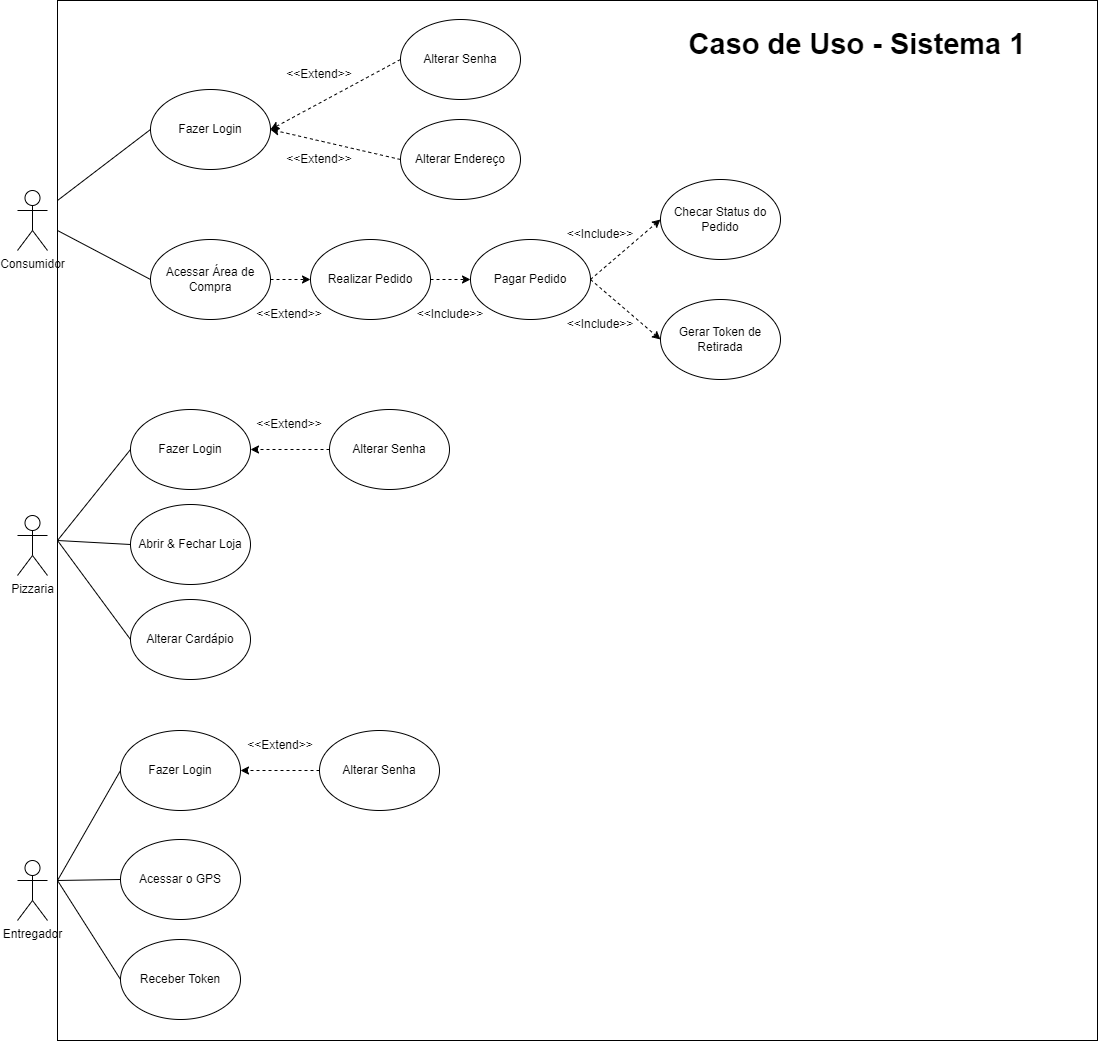 Caso de Uso - Sistema 1
Alterar Senha
<<Extend>>
Fazer Login
<<Extend>>
Alterar Endereço
Consumidor
Checar Status do
Pedido
<<Include>>
Acessar Área de
Compra
Realizar Pedido
Pagar Pedido
<<Extend>>
<<Include>>
<<Include>>
Gerar Token de
Retirada
<<Extend>>
Fazer Login
Alterar Senha
Abrir & Fechar Loja
Pizzaria
Alterar Cardápio
<<Extend>>
Fazer Login
Alterar Senha
Acessar o GPS
Entregador
Receber Token